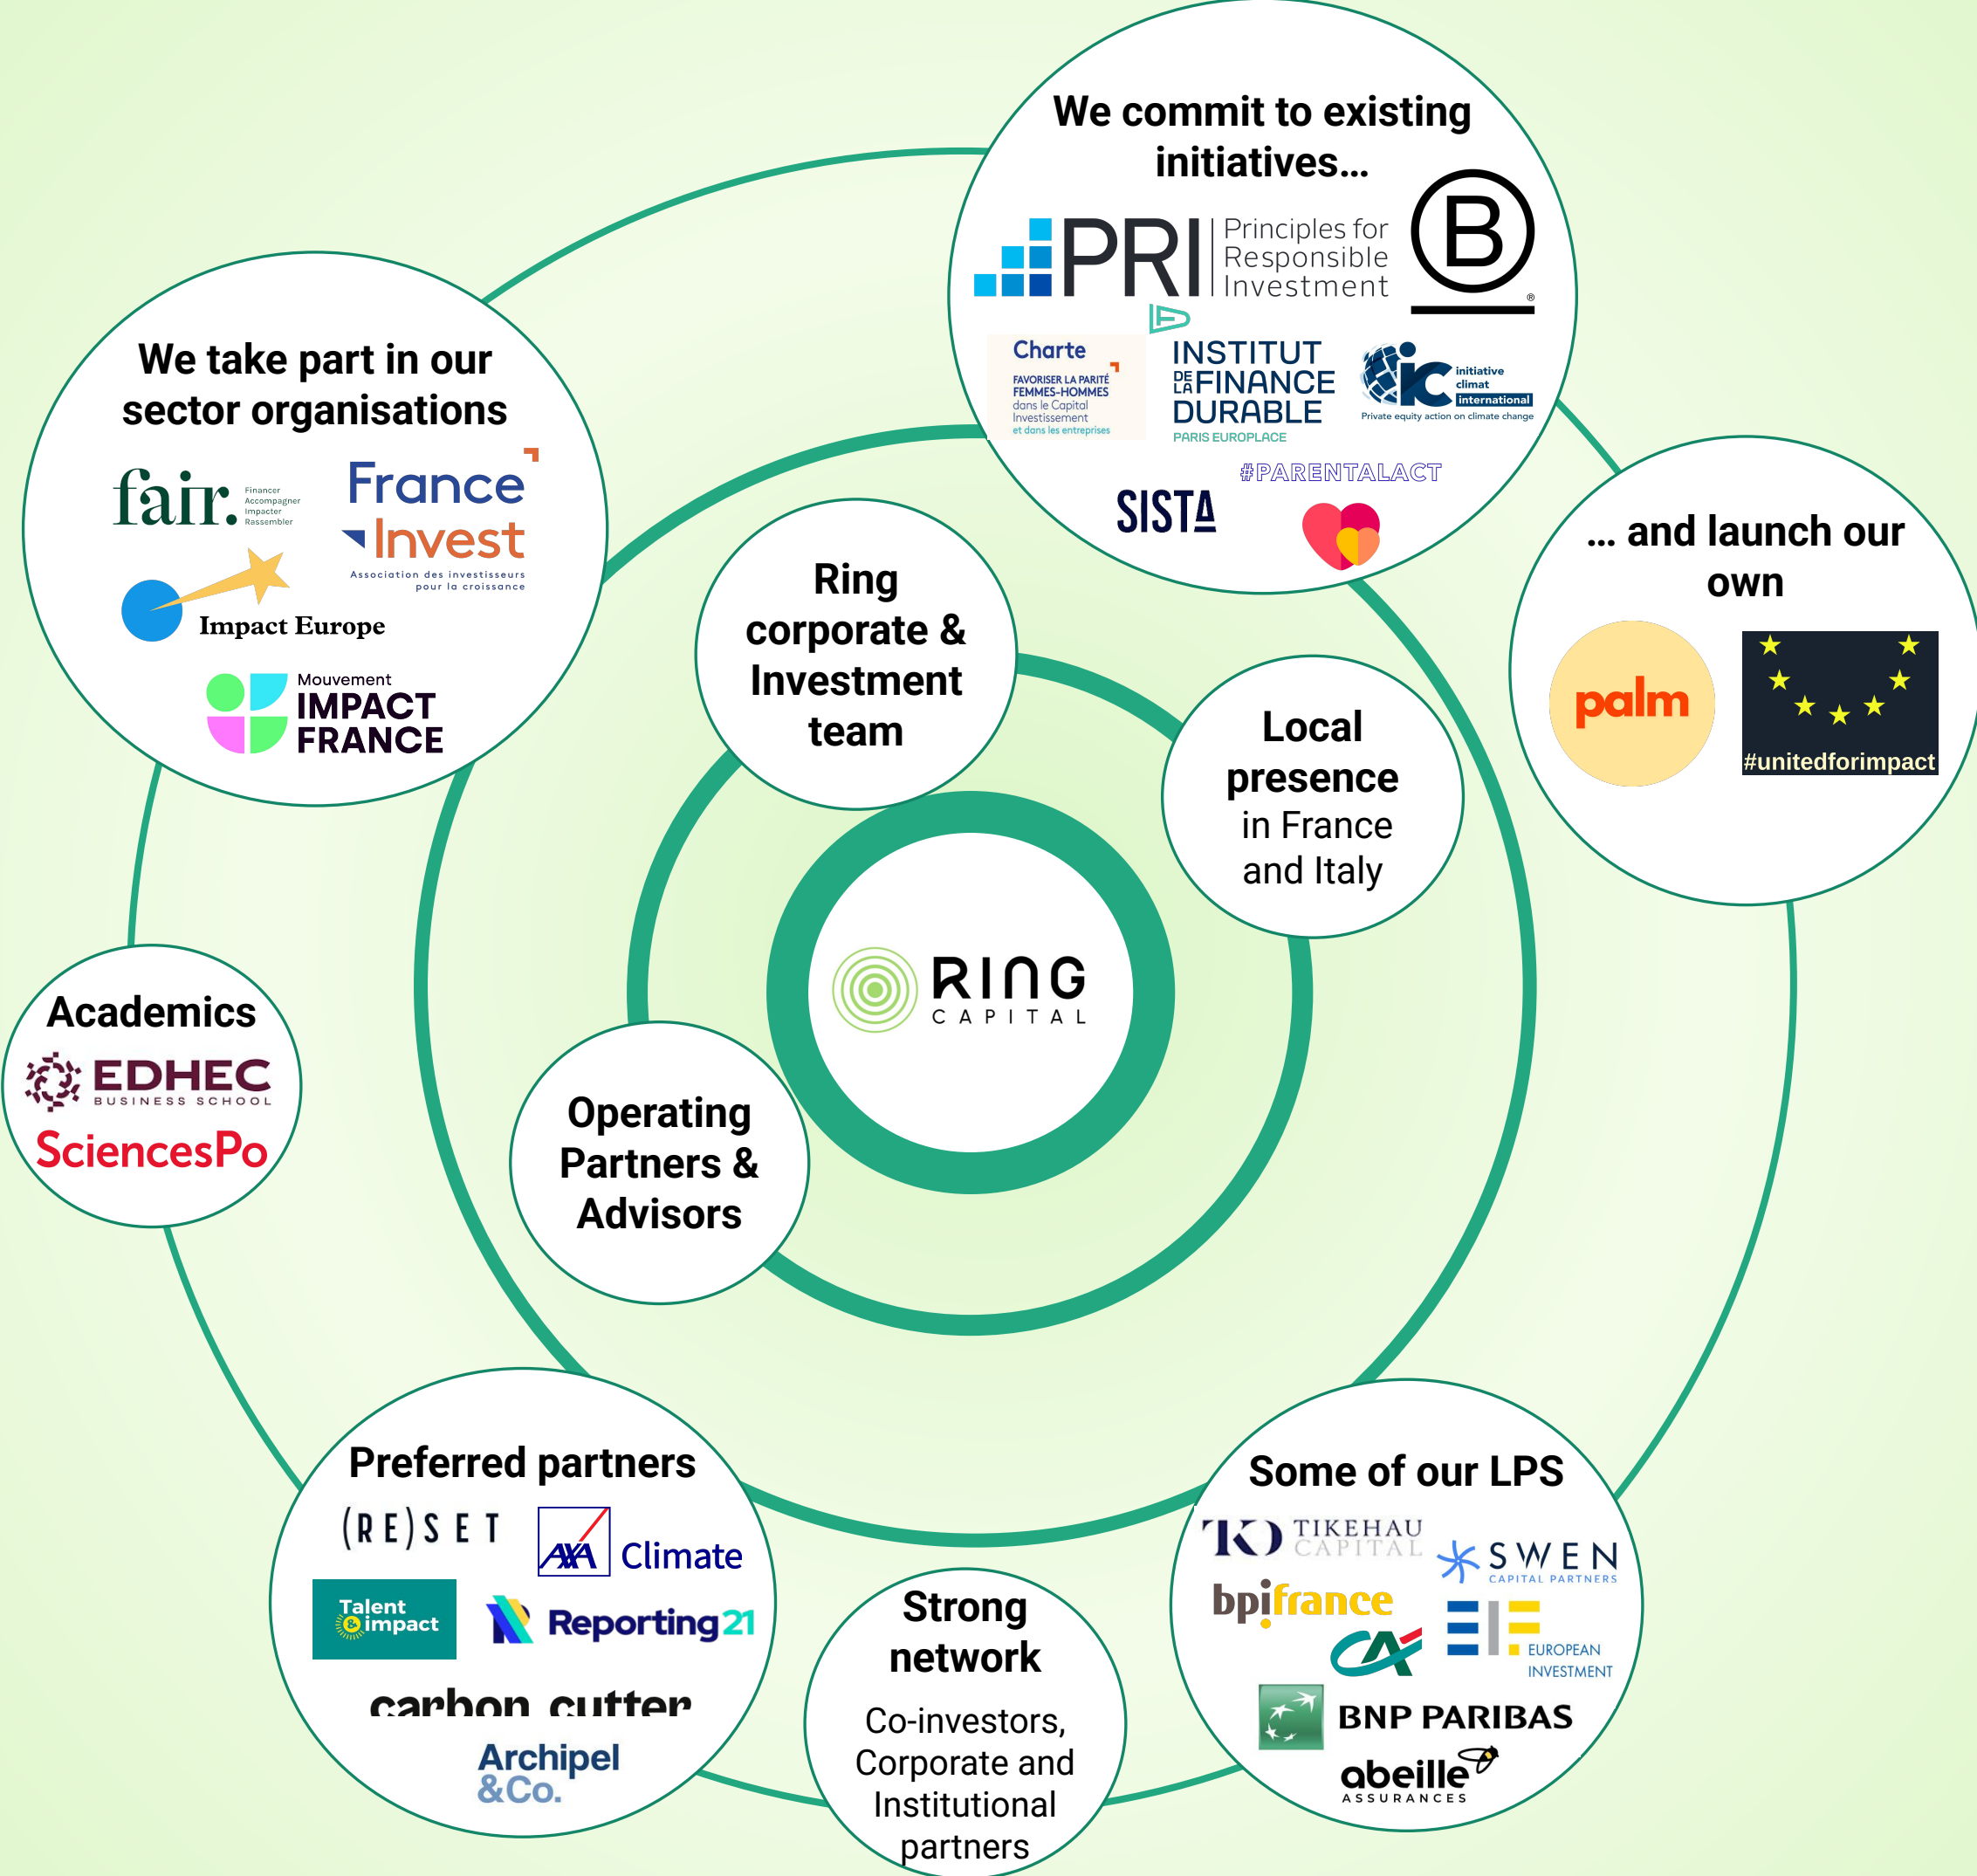 We commit to existing
initiatives...
PRI
Principles for
Responsible
Investment
B
®
Charte
FAVORISER LA PARITÉ
FEMMES-HOMMES
dans le Capital
Investissement
et dans les entreprises
INSTITUT
DE LA FINANCE
DURABLE
PARIS EUROPLACE
ic
initiative
climat
international
Private equity action on climate change
#PARENTALACT
SISTA
We take part in our
sector organisations
fair.
Financer
Accompagner
Impacter
Rassembler
France
Invest
Association des investisseurs
pour la croissance
Impact Europe
Mouvement
IMPACT
FRANCE
... and launch our
own
palm
#unitedforimpact
Ring
corporate &
Investment
team
Local
presence
in France
and Italy
RING
CAPITAL
Academics
EDHEC
BUSINESS SCHOOL
SciencesPo
Operating
Partners &
Advisors
Preferred partners
(RE)SET
AXA Climate
Talent
& impact
Reporting21
carbon cutter
Archipel
&Co.
Strong
network
Co-investors,
Corporate and
Institutional
partners
Some of our LPS
TIKEHAU
CAPITAL
SWEN
CAPITAL PARTNERS
bpifrance
CA
EIF
EUROPEAN
INVESTMENT
BNP PARIBAS
abeille
ASSURANCES